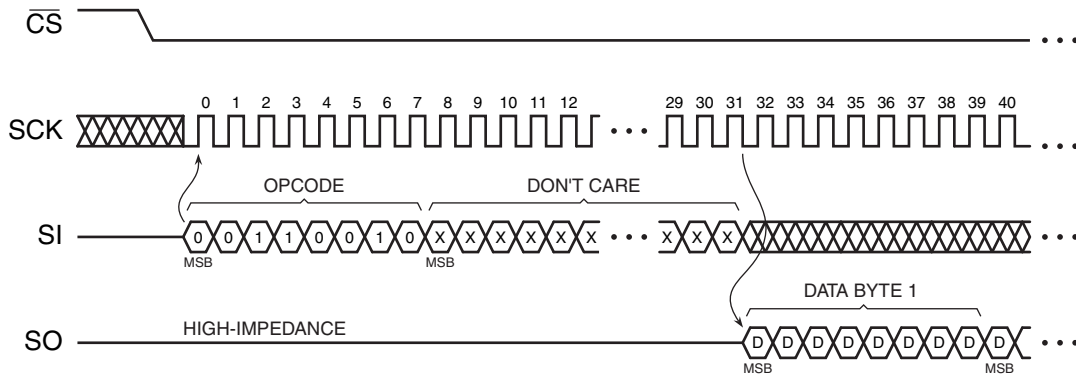 CS
0 1 2 3 4 5 6 7 8 9 10 11 12 29 30 31 32 33 34 35 36 37 38 39 40
SCK
OPCODE DON'T CARE
SI 0 0 1 1 0 0 1 0 X X X X X X X X X
MSB MSB
DATA BYTE 1
HIGH-IMPEDANCE
SO D D D D D D D D D
MSB MSB